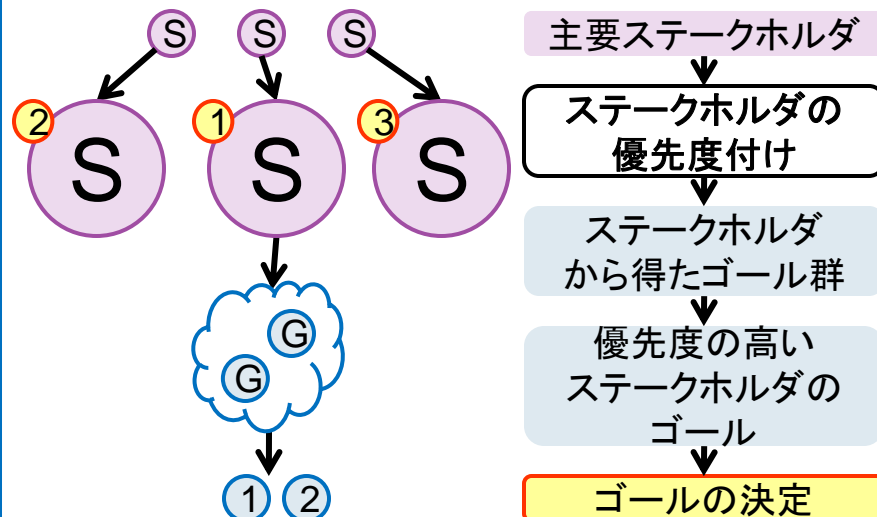 S
S
S
2
1
3
S
S
S
G
G
1
2
主要ステークホルダ
ステークホルダの
優先度付け
ステークホルダ
から得たゴール群
優先度の高い
ステークホルダの
ゴール
ゴールの決定